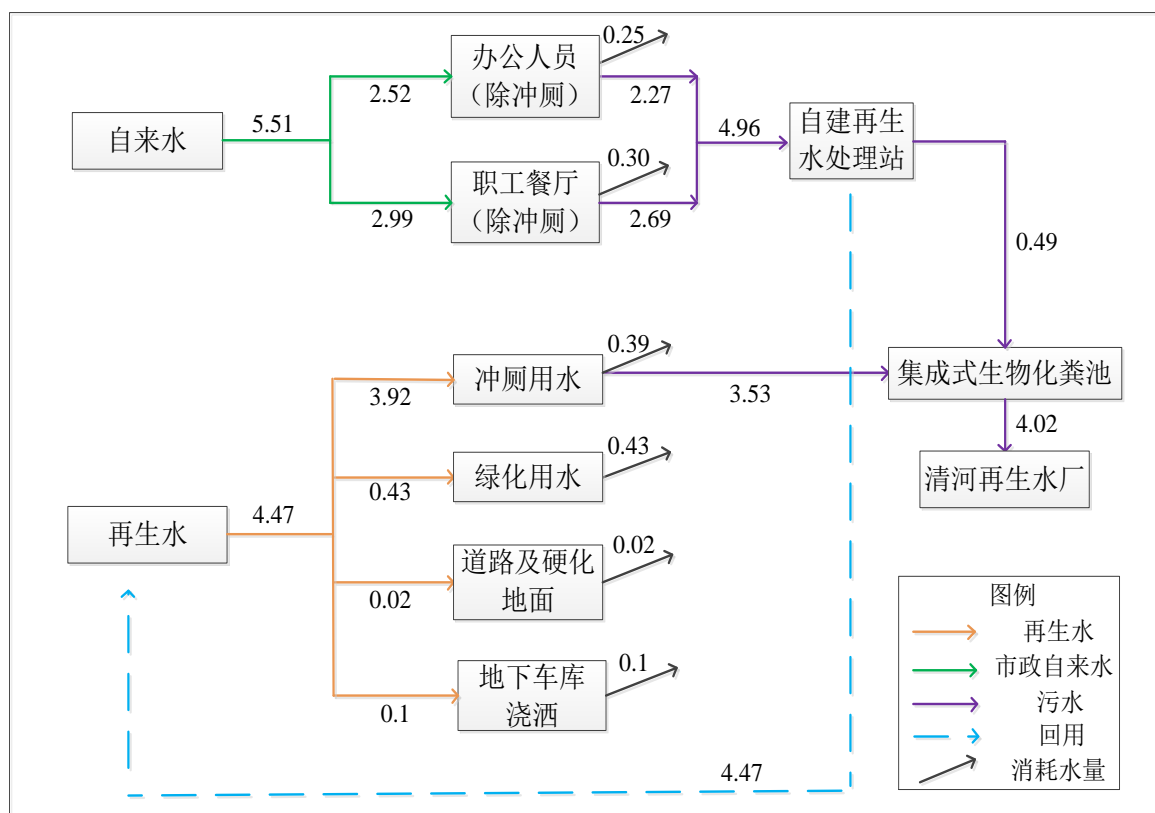 0.25
办公人员
（除冲厕）
2.52
2.27
自来水
5.51
4.96
自建再生
水处理站
0.30
职工餐厅
（除冲厕）
2.99
2.69
0.49
0.39
冲厕用水
3.92
3.53
集成式生物化粪池
4.02
清河再生水厂
0.43
绿化用水
0.43
再生水
4.47
0.02
道路及硬化
地面
0.02
0.1
地下车库
浇洒
0.1
4.47
图例
再生水
市政自来水
污水
回用
消耗水量